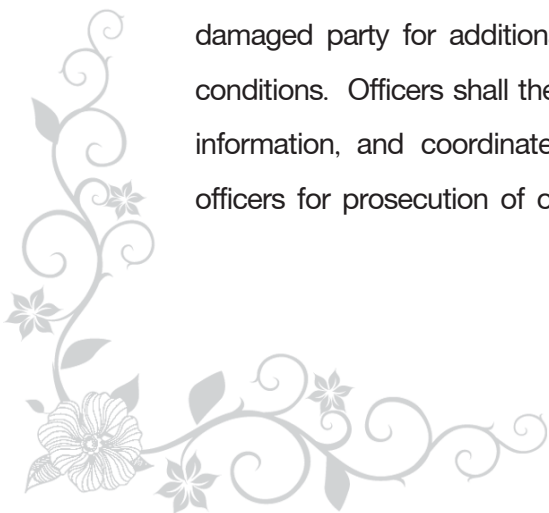 damaged party for addition
conditions. Officers shall the
information, and coordinate
officers for prosecution of o